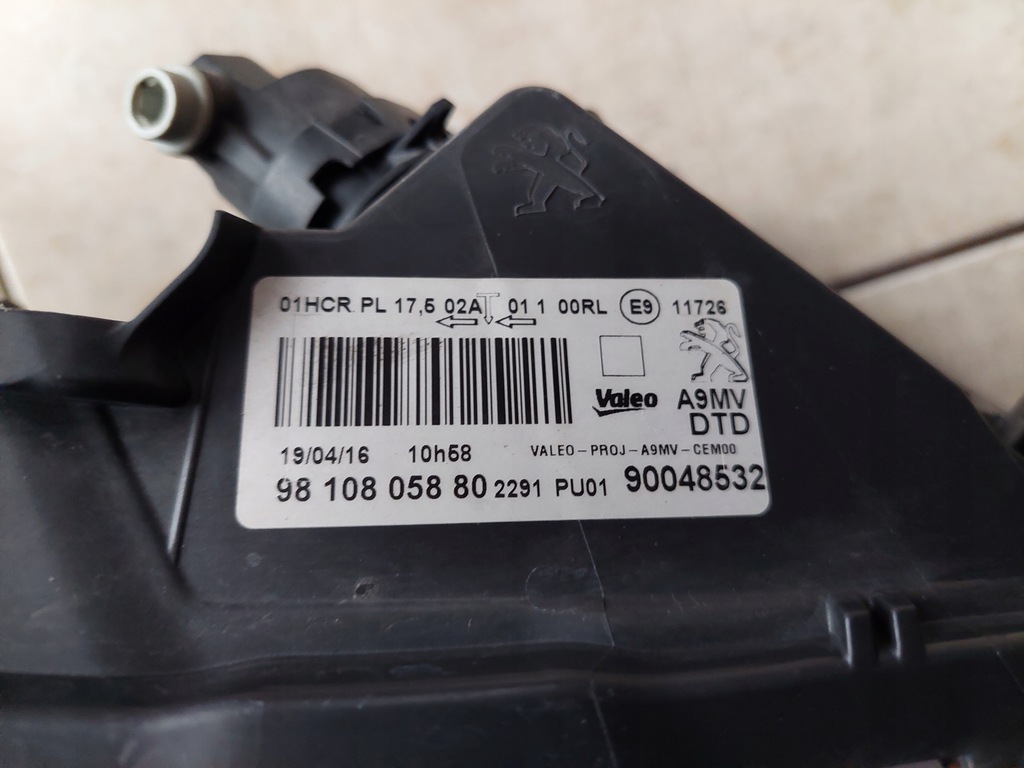 01HCR PL 17,5 02A 01 1 00RL E9 11726
Valeo A9MV
DTD
19/04/16 10h58 VALEO-PROJ-A9MV-CEM00
98 108 058 80 2291 PU01 90048532